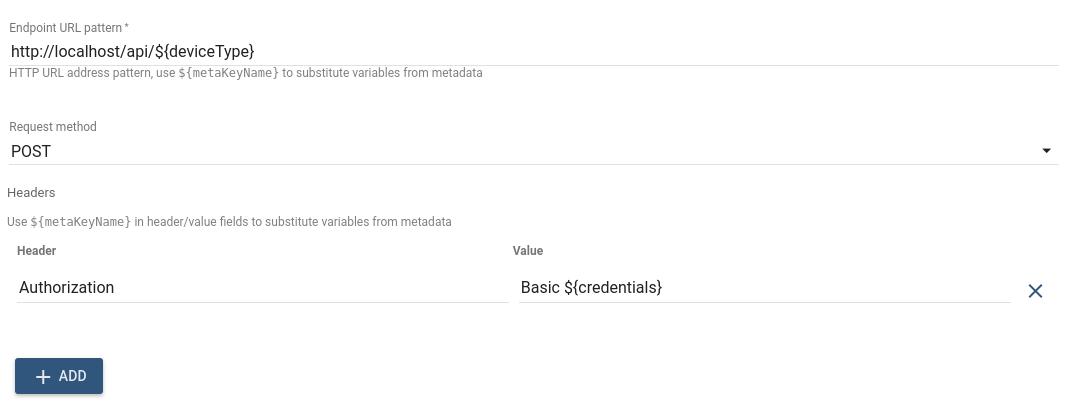 Endpoint URL pattern *
http://localhost/api/${deviceType}
HTTP URL address pattern, use ${metaKeyName} to substitute variables from metadata
Request method
POST
Headers
Use ${metaKeyName} in header/value fields to substitute variables from metadata
Header Value
Authorization Basic ${credentials}
ADD